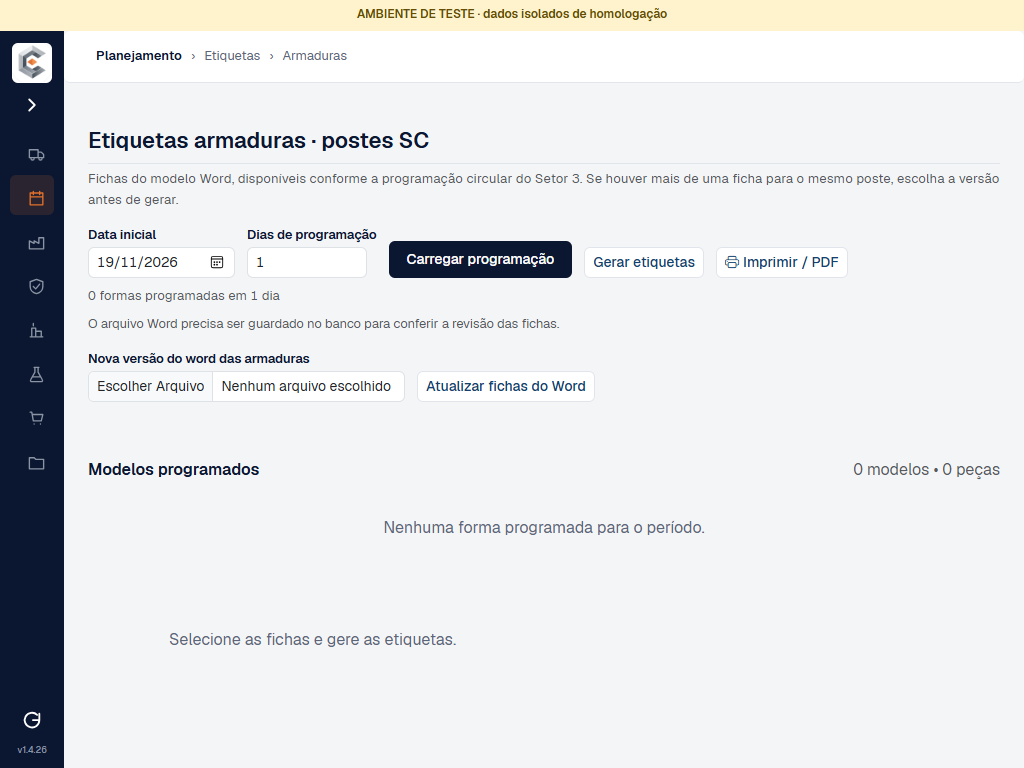 AMBIENTE DE TESTE · dados isolados de homologação
Planejamento › Etiquetas › Armaduras
Etiquetas armaduras · postes SC
Fichas do modelo Word, disponíveis conforme a programação circular do Setor 3. Se houver mais de uma ficha para o mesmo poste, escolha a versão
antes de gerar.
Data inicial
Dias de programação
19/11/2026
1
Carregar programação
Gerar etiquetas
Imprimir / PDF
0 formas programadas em 1 dia
O arquivo Word precisa ser guardado no banco para conferir a revisão das fichas.
Nova versão do word das armaduras
Escolher Arquivo
Nenhum arquivo escolhido
Atualizar fichas do Word
Modelos programados
0 modelos • 0 peças
Nenhuma forma programada para o período.
Selecione as fichas e gere as etiquetas.
v1.4.26